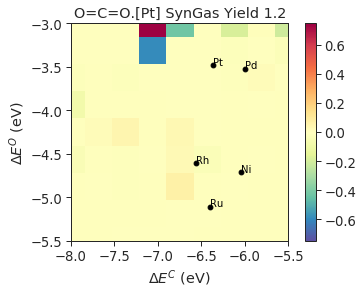 O=C=O.[Pt] SynGas Yield 1.2
−3.0
−3.5
−4.0
−4.5
−5.0
−5.5
ΔE^O (eV)
Pt
Pd
Rh
Ni
Ru
−8.0 −7.5 −7.0 −6.5 −6.0 −5.5
ΔE^C (eV)
0.6
0.4
0.2
0.0
−0.2
−0.4
−0.6